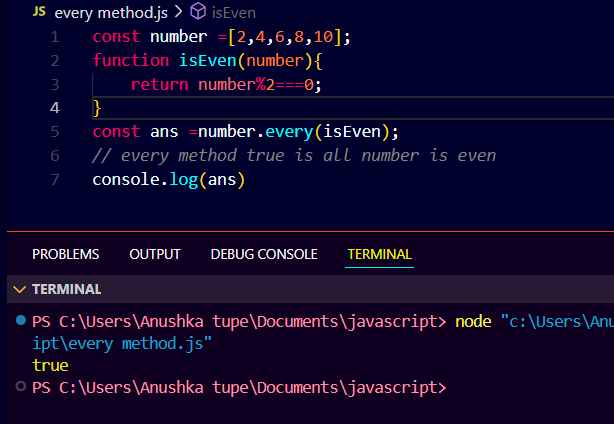 JS every method.js > isEven
1 const number =[2,4,6,8,10];
2 function isEven(number){
3 return number%2===0;
4 }
5 const ans =number.every(isEven);
6 // every method true is all number is even
7 console.log(ans)
PROBLEMS OUTPUT DEBUG CONSOLE TERMINAL
TERMINAL
PS C:\Users\Anushka tupe\Documents\javascript> node "c:\Users\Anu
ipt\every method.js"
true
PS C:\Users\Anushka tupe\Documents\javascript>